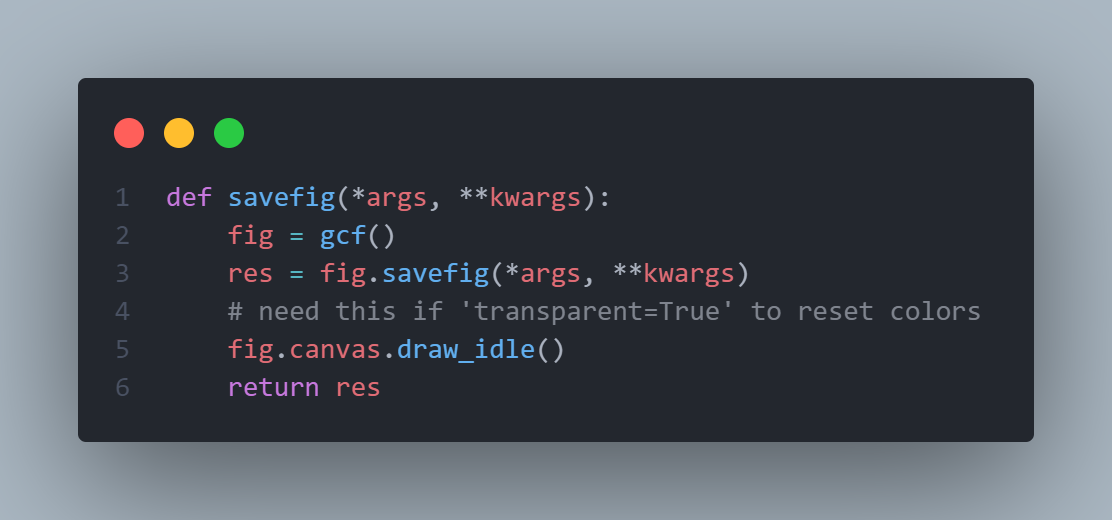 1 def savefig(*args, **kwargs):
2     fig = gcf()
3     res = fig.savefig(*args, **kwargs)
4     # need this if 'transparent=True' to reset colors
5     fig.canvas.draw_idle()
6     return res